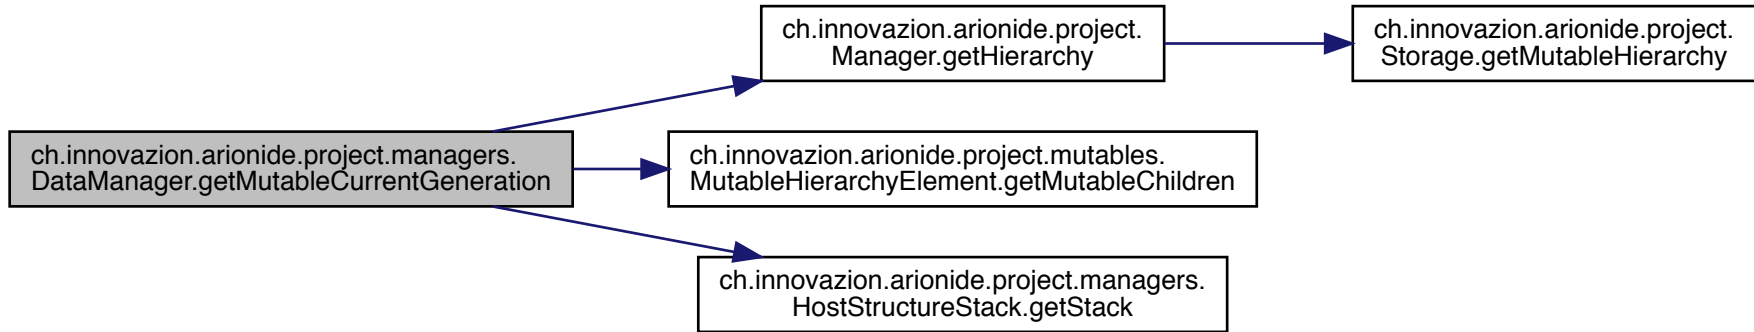 ch.innovazion.arionide.project.managers.
DataManager.getMutableCurrentGeneration
ch.innovazion.arionide.project.
Manager.getHierarchy
ch.innovazion.arionide.project.
Storage.getMutableHierarchy
ch.innovazion.arionide.project.mutables.
MutableHierarchyElement.getMutableChildren
ch.innovazion.arionide.project.managers.
HostStructureStack.getStack